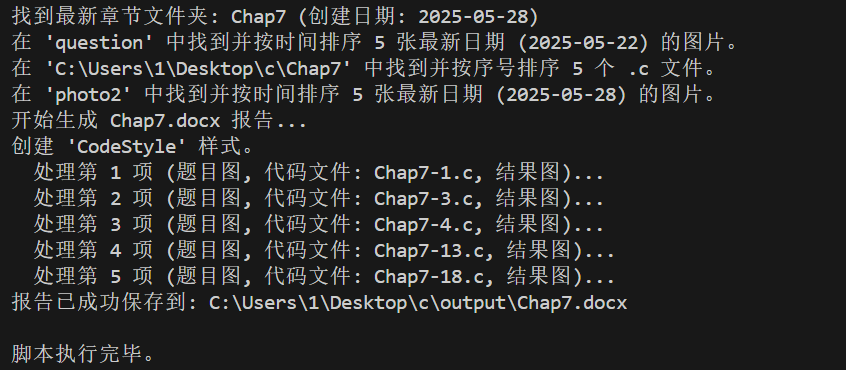 找到最新章节文件夹: Chap7 (创建日期: 2025-05-28)
在 'question' 中找到并按时间排序 5 张最新日期 (2025-05-22) 的图片。
在 'C:\Users\1\Desktop\c\Chap7' 中找到并按序号排序 5 个 .c 文件。
在 'photo2' 中找到并按时间排序 5 张最新日期 (2025-05-28) 的图片。
开始生成 Chap7.docx 报告...
创建 'CodeStyle' 样式。
  处理第 1 项 (题目图, 代码文件: Chap7-1.c, 结果图)...
  处理第 2 项 (题目图, 代码文件: Chap7-3.c, 结果图)...
  处理第 3 项 (题目图, 代码文件: Chap7-4.c, 结果图)...
  处理第 4 项 (题目图, 代码文件: Chap7-13.c, 结果图)...
  处理第 5 项 (题目图, 代码文件: Chap7-18.c, 结果图)...
报告已成功保存到: C:\Users\1\Desktop\c\output\Chap7.docx
脚本执行完毕。